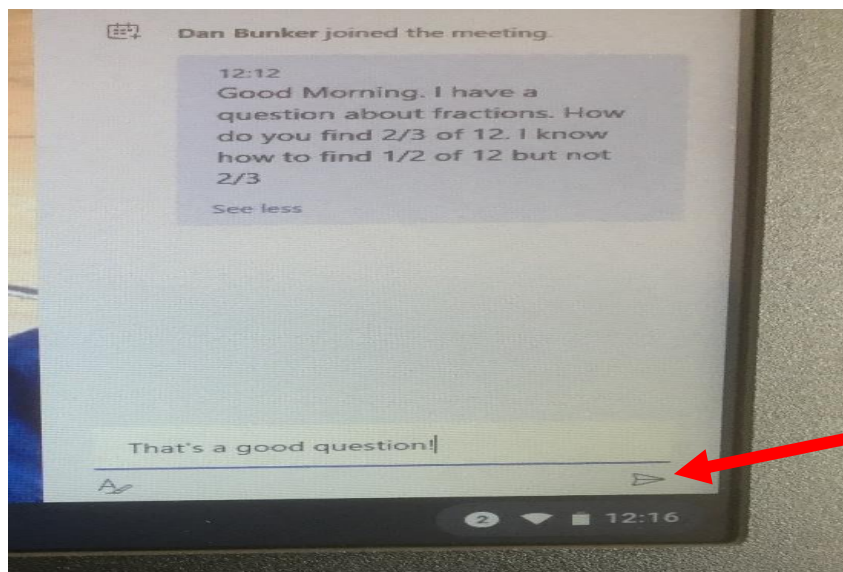 Dan Bunker joined the meeting.
12:12
Good Morning. I have a
question about fractions. How
do you find 2/3 of 12. I know
how to find 1/2 of 12 but not
2/3
See less
That's a good question!
2 12:16